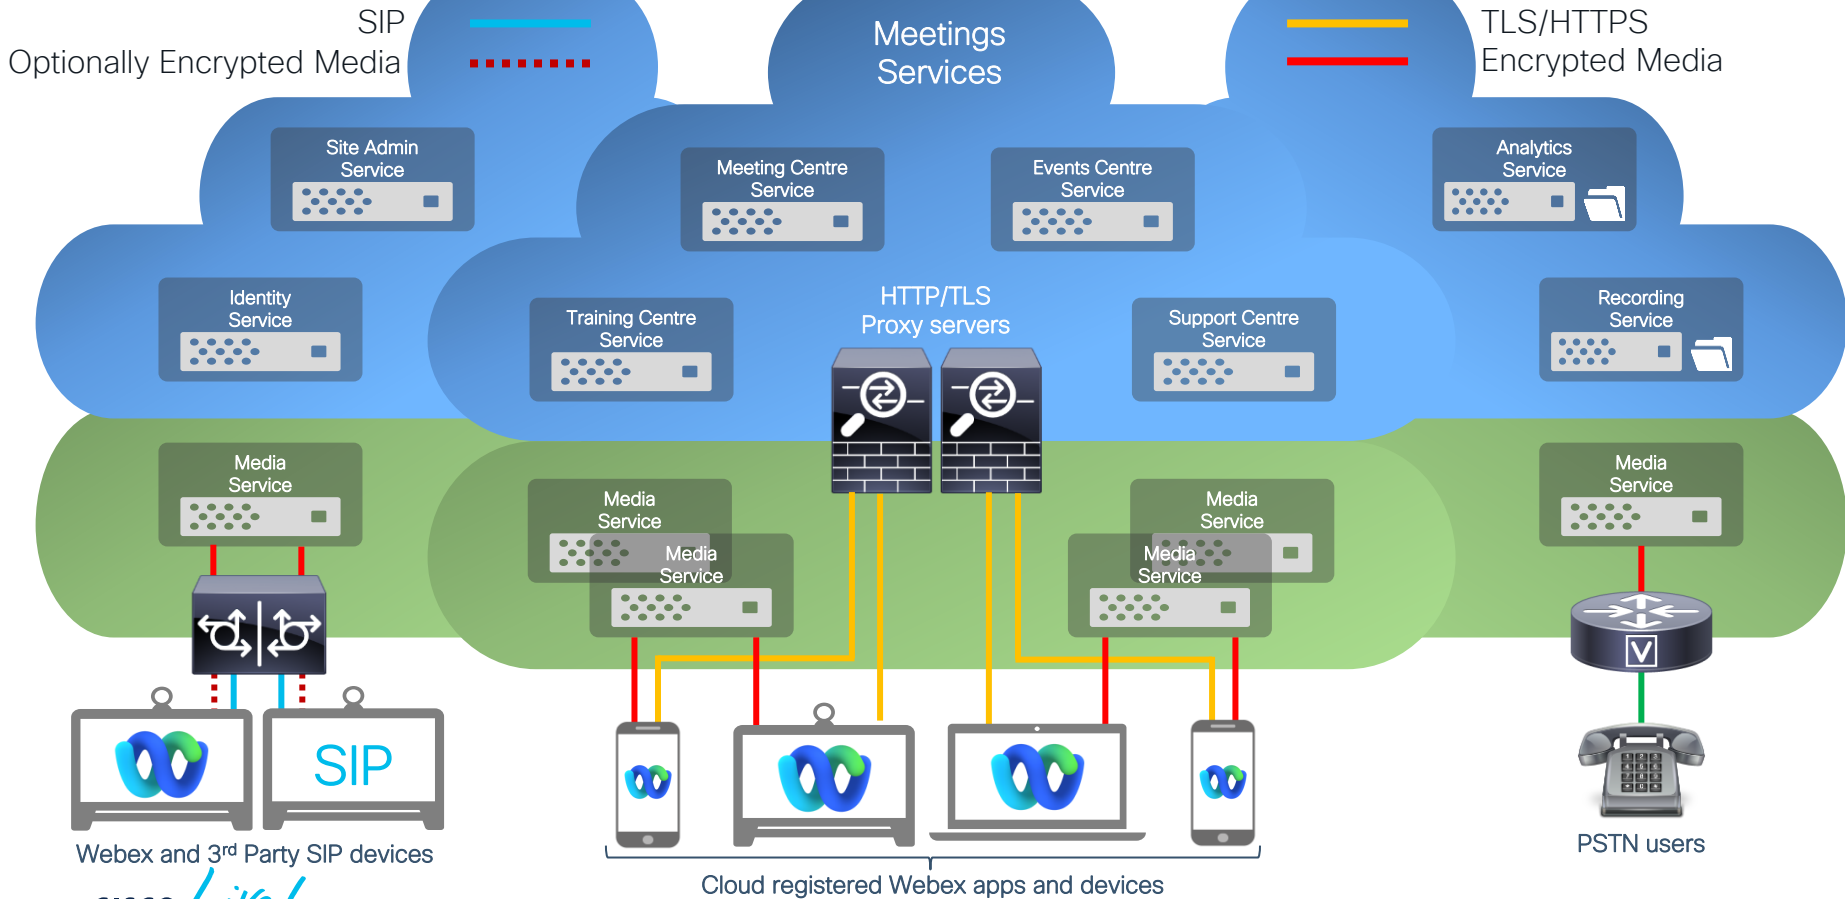 SIP
Optionally Encrypted Media
Meetings
Services
TLS/HTTPS
Encrypted Media
Site Admin
Service
Meeting Centre
Service
Events Centre
Service
Analytics
Service
Identity
Service
Training Centre
Service
HTTP/TLS
Proxy servers
Support Centre
Service
Recording
Service
Media
Service
Media
Service
Media
Service
Media
Service
Media
Service
Media
Service
V
SIP
Webex and 3rd Party SIP devices
Cloud registered Webex apps and devices
PSTN users